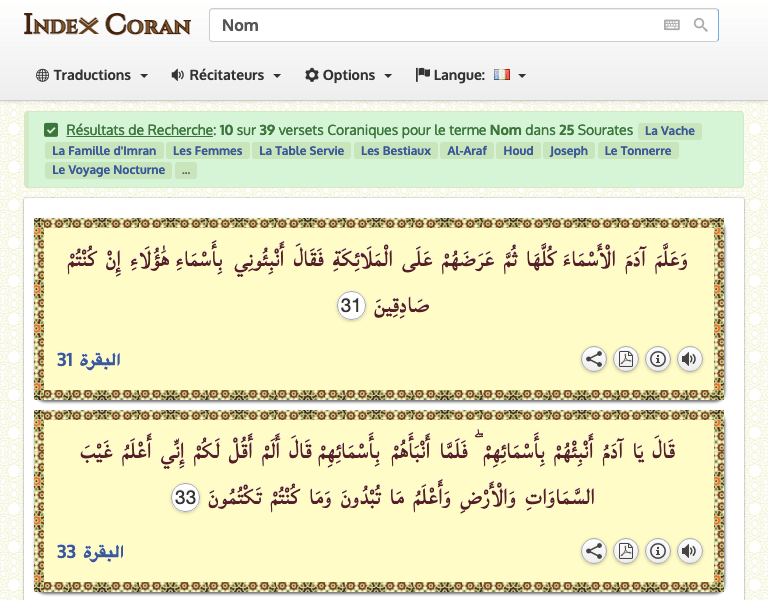 INDEX CORAN
Nom
Traductions
Récitateurs
Options
Langue:
Résultats de Recherche: 10 sur 39 versets Coraniques pour le terme Nom dans 25 Sourates La Vache
La Famille d'Imran Les Femmes La Table Servie Les Bestiaux Al-Araf Houd Joseph Le Tonnerre
Le Voyage Nocturne ...
وَعَلَّمَ آدَمَ الْأَسْمَاءَ كُلَّهَا ثُمَّ عَرَضَهُمْ عَلَى الْمَلَائِكَةِ فَقَالَ أَنْبِئُونِي بِأَسْمَاءِ هَٰؤُلَاءِ إِنْ كُنْتُمْ
صَادِقِينَ 31
البقرة 31
قَالَ يَا آدَمُ أَنْبِئْهُمْ بِأَسْمَائِهِمْ ۖ فَلَمَّا أَنْبَأَهُمْ بِأَسْمَائِهِمْ قَالَ أَلَمْ أَقُلْ لَكُمْ إِنِّي أَعْلَمُ غَيْبَ
السَّمَاوَاتِ وَالْأَرْضِ وَأَعْلَمُ مَا تُبْدُونَ وَمَا كُنْتُمْ تَكْتُمُونَ 33
البقرة 33